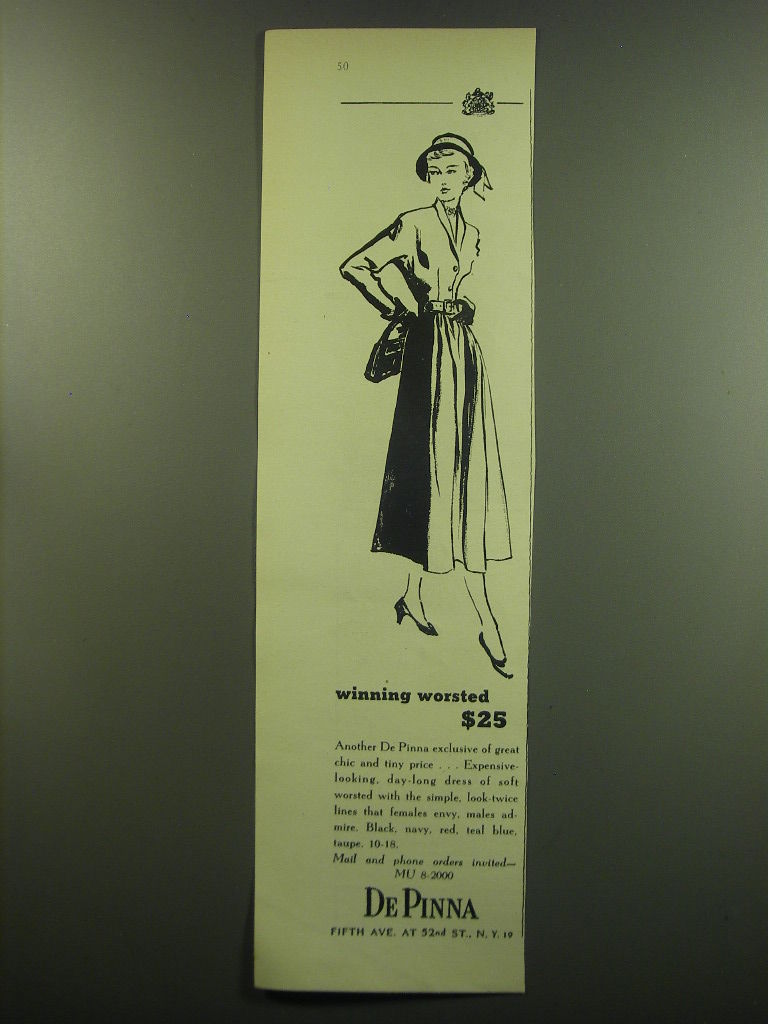 50
winning worsted
$25
Another De Pinna exclusive of great
chic and tiny price . . . Expensive-
looking, day-long dress of soft
worsted with the simple, look-twice
lines that females envy, males ad-
mire. Black, navy, red, teal blue,
taupe. 10-18.
Mail and phone orders invited—
MU 8-2000
DE PINNA
FIFTH AVE. AT 52nd ST., N. Y. 19